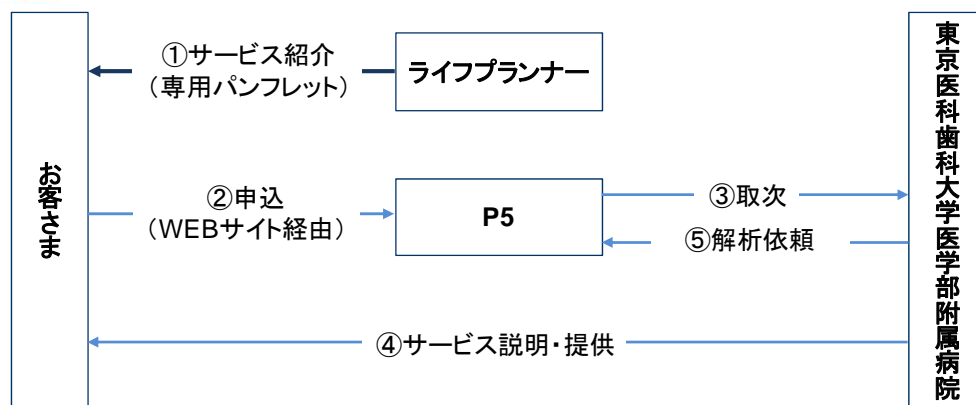 お客さま
①サービス紹介
（専用パンフレット）
ライフプランナー
②申込
（WEBサイト経由）
P5
③取次
⑤解析依頼
④サービス説明・提供
東京医科歯科大学医学部附属病院